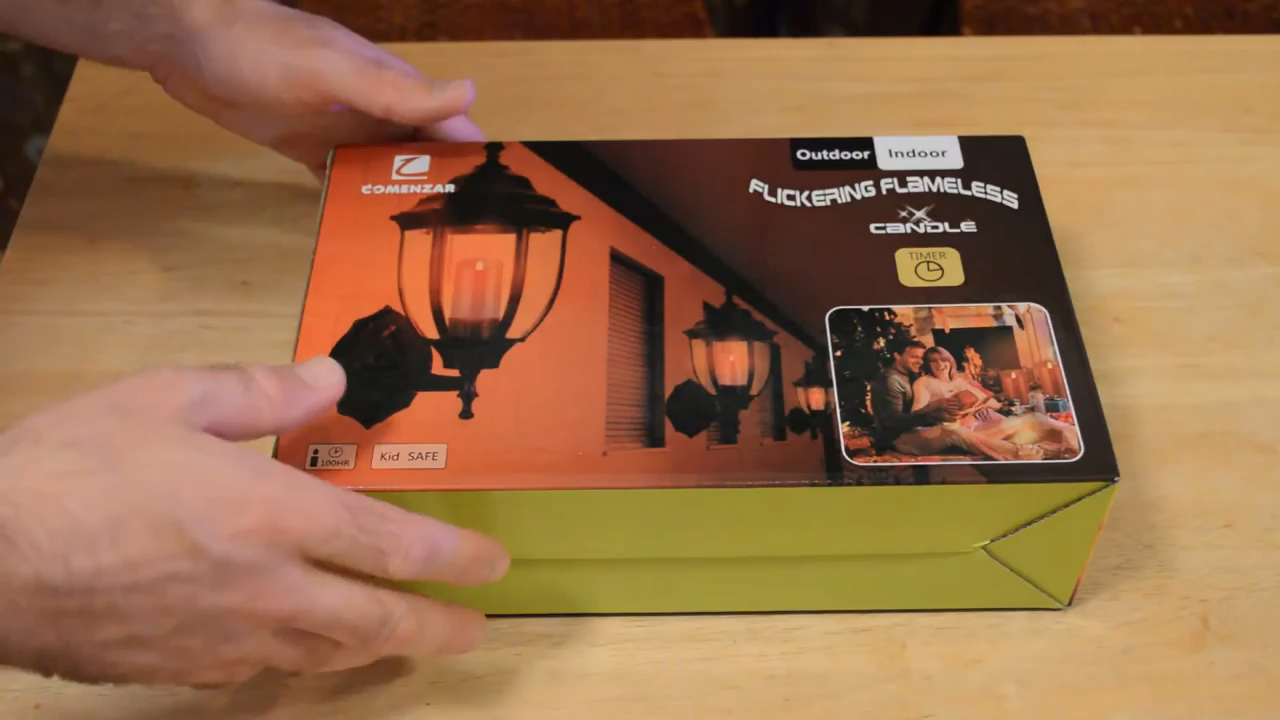 COMENZAR
Outdoor Indoor
FLICKERING FLAMELESS
CANDLE
TIMER
100HR
Kid SAFE